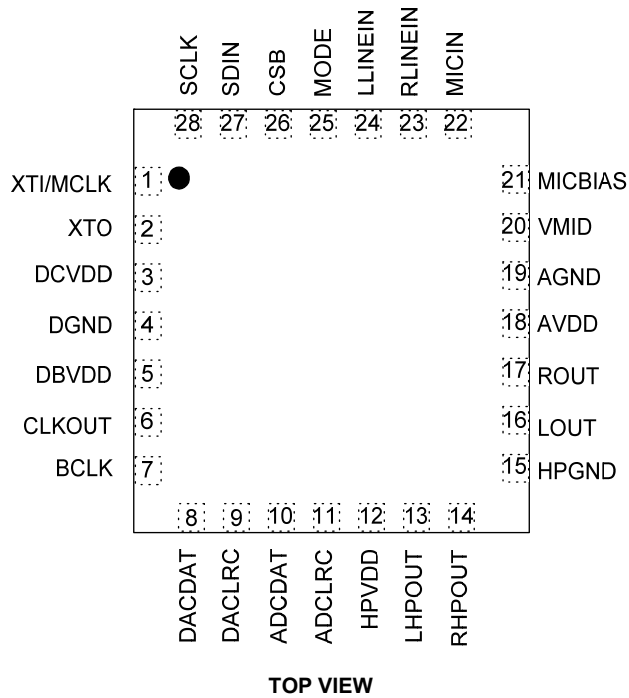 SCLK SDIN CSB MODE LLINEIN RLINEIN MICIN
28 27 26 25 24 23 22
XTI/MCLK 1 21 MICBIAS
XTO 2 20 VMID
DCVDD 3 19 AGND
DGND 4 18 AVDD
DBVDD 5 17 ROUT
CLKOUT 6 16 LOUT
BCLK 7 15 HPGND
8 9 10 11 12 13 14
DACDAT DACLRC ADCDAT ADCLRC HPVDD LHPOUT RHPOUT
TOP VIEW